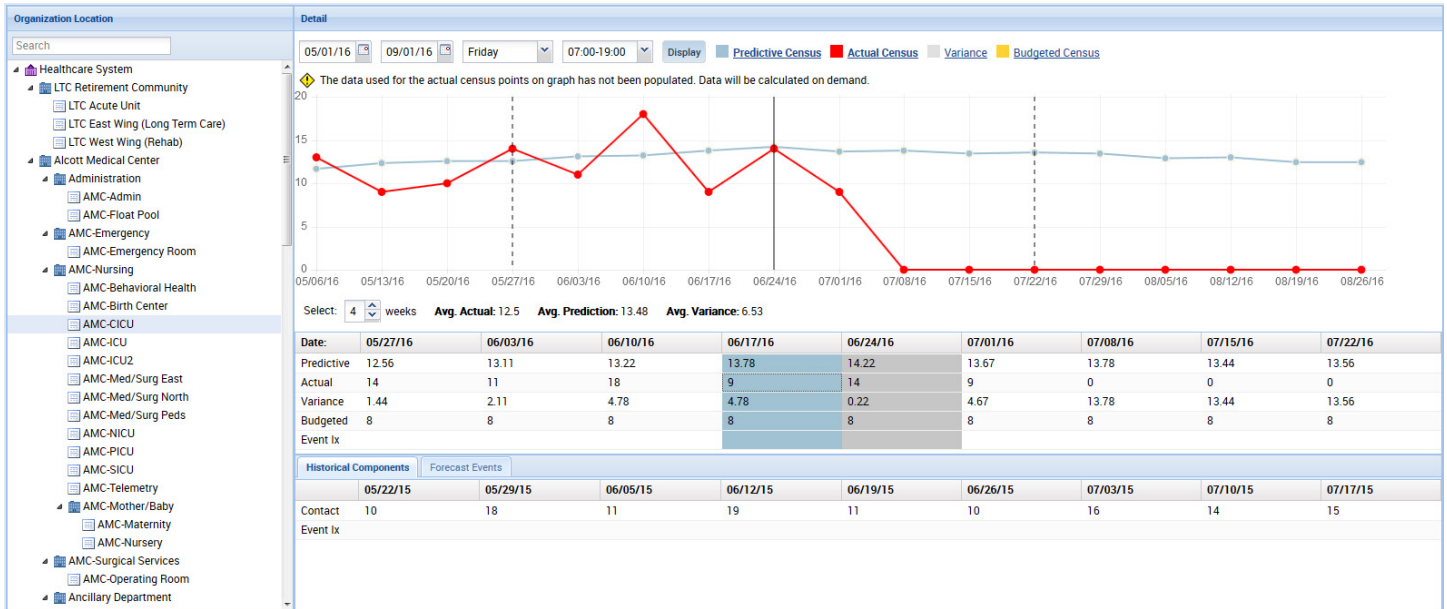 Organization Location
Search
Healthcare System
LTC Retirement Community
LTC Acute Unit
LTC East Wing (Long Term Care)
LTC West Wing (Rehab)
Alcott Medical Center
Administration
AMC-Admin
AMC-Float Pool
AMC-Emergency
AMC-Emergency Room
AMC-Nursing
AMC-Behavioral Health
AMC-Birth Center
AMC-CICU
AMC-ICU
AMC-ICU2
AMC-Med/Surg East
AMC-Med/Surg North
AMC-Med/Surg Peds
AMC-NICU
AMC-PICU
AMC-SICU
AMC-Telemetry
AMC-Mother/Baby
AMC-Maternity
AMC-Nursery
AMC-Surgical Services
AMC-Operating Room
Ancillary Department
Detail
05/01/16 09/01/16 Friday 07:00-19:00 Display Predictive Census Actual Census Variance Budgeted Census
The data used for the actual census points on graph has not been populated. Data will be calculated on demand.
20
15
10
5
0
05/06/16 05/13/16 05/20/16 05/27/16 06/03/16 06/10/16 06/17/16 06/24/16 07/01/16 07/08/16 07/15/16 07/22/16 07/29/16 08/05/16 08/12/16 08/19/16 08/26/16
Select: 4 weeks Avg. Actual: 12.5 Avg. Prediction: 13.48 Avg. Variance: 6.53
Date: 05/27/16 06/03/16 06/10/16 06/17/16 06/24/16 07/01/16 07/08/16 07/15/16 07/22/16
Predictive 12.56 13.11 13.22 13.78 14.22 13.67 13.78 13.44 13.56
Actual 14 11 18 9 14 9 0 0 0
Variance 1.44 2.11 4.78 4.78 0.22 4.67 13.78 13.44 13.56
Budgeted 8 8 8 8 8 8 8 8 8
Event Ix
Historical Components Forecast Events
05/22/15 05/29/15 06/05/15 06/12/15 06/19/15 06/26/15 07/03/15 07/10/15 07/17/15
Contact 10 18 11 19 11 10 16 14 15
Event Ix